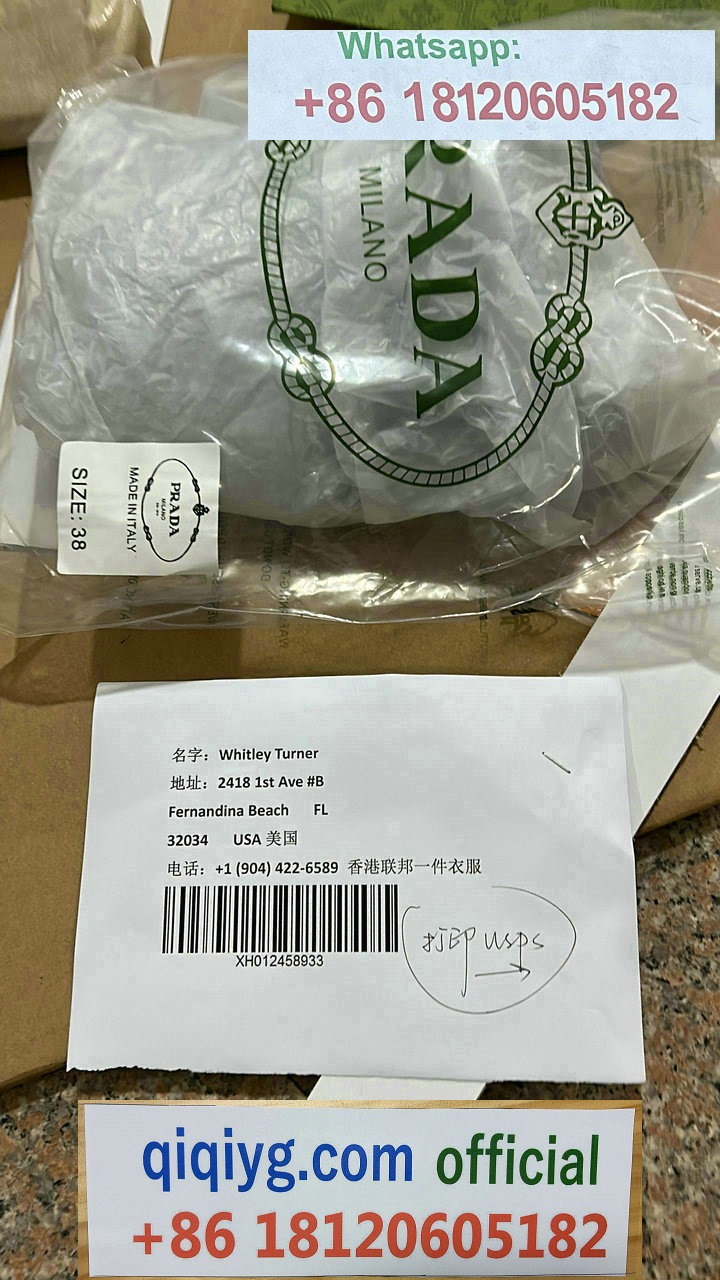 Whatsapp:
+86 18120605182
PRADA
MILANO
PRADA
MILANO
MADE IN ITALY
SIZE: 38
名字：Whitley Turner
地址：2418 1st Ave #B
Fernandina Beach FL
32034 USA 美国
电话：+1 (904) 422-6589 香港联邦一件衣服
XH012458933
打印 USPS
qiqiyg.com official
+86 18120605182